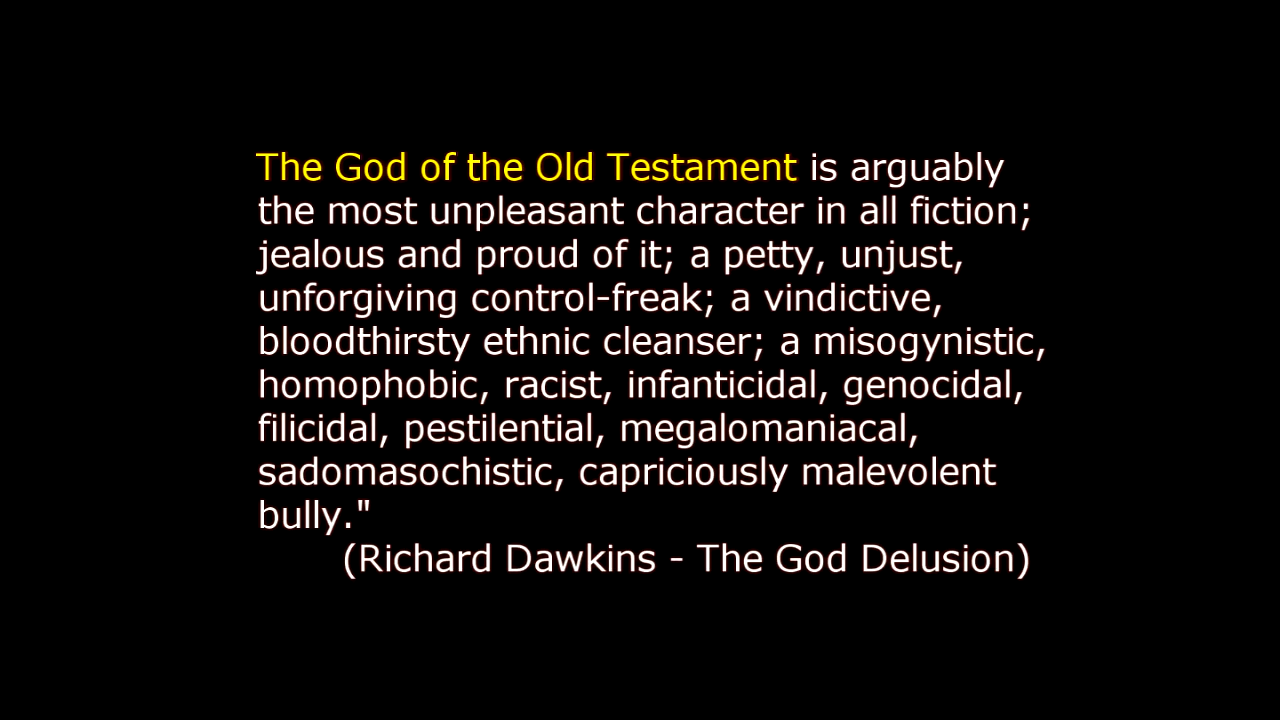 The God of the Old Testament is arguably
the most unpleasant character in all fiction;
jealous and proud of it; a petty, unjust,
unforgiving control-freak; a vindictive,
bloodthirsty ethnic cleanser; a misogynistic,
homophobic, racist, infanticidal, genocidal,
filicidal, pestilential, megalomaniacal,
sadomasochistic, capriciously malevolent
bully."
(Richard Dawkins - The God Delusion)